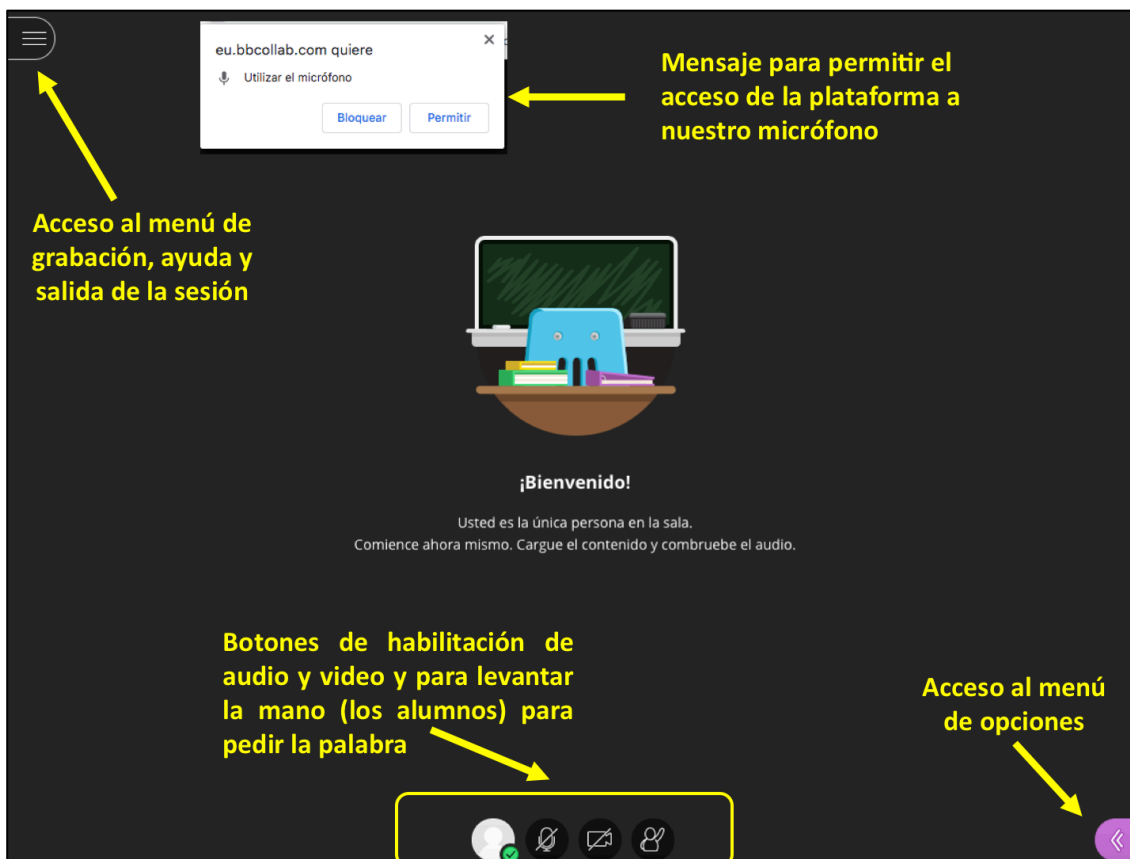 eu.bbcollab.com quiere
Utilizar el micrófono
Bloquear
Permitir
Mensaje para permitir el
acceso de la plataforma a
nuestro micrófono
Acceso al menú de
grabación, ayuda y
salida de la sesión
¡Bienvenido!
Usted es la única persona en la sala.
Comience ahora mismo. Cargue el contenido y combruebe el audio.
Botones de habilitación de
audio y video y para levantar
la mano (los alumnos) para
pedir la palabra
Acceso al menú
de opciones